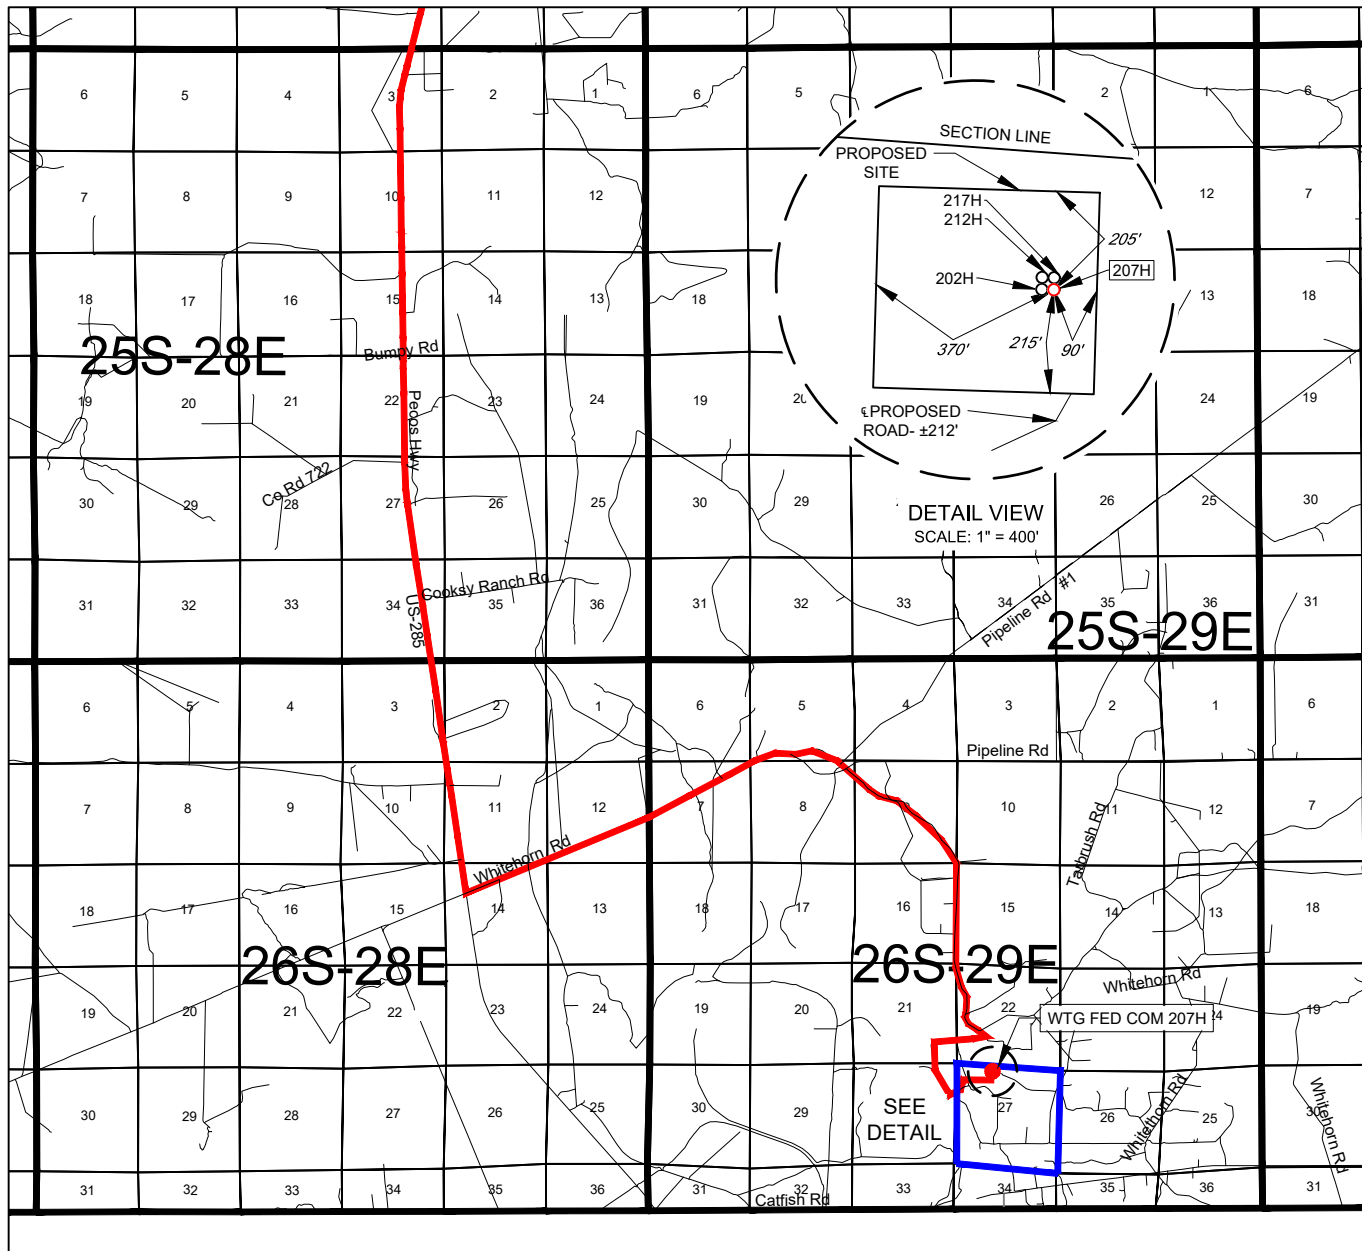 6 5 4 3 2 1 6 5 2 1 6
SECTION LINE
PROPOSED
SITE
217H
212H
205'
207H
202H
370' 215' 90'
℄PROPOSED
ROAD- ±212'
DETAIL VIEW
SCALE: 1" = 400'
7 8 9 10 11 12 12 7
18 17 16 15 14 13 18 13 18
25S-28E
Bumpy Rd
Pecos Hwy
19 20 21 22 23 24 19 20 24 19
Co Rd 722
30 29 28 27 26 25 30 29 26 25 30
Cooksy Ranch Rd
US-285
31 32 33 34 35 36 31 32 33 34 35 36 31
Pipeline Rd #1
25S-29E
6 5 4 3 2 1 6 5 4 3 2 1 6
Pipeline Rd
7 8 9 10 11 12 7 8 10 11 12 7
Tarbrush Rd
Whitehorn Rd
18 17 16 15 14 13 18 17 16 15 14 13 18
26S-28E
26S-29E
Whitehorn Rd
19 20 21 22 23 24 19 20 21 22 24 19
WTG FED COM 207H
30 29 28 27 26 25 30 29 27 26 25 30
SEE
DETAIL
Whitethorn Rd
Whitehorn Rd
31 32 33 34 35 36 31 32 33 34 35 36 31
Catfish Rd